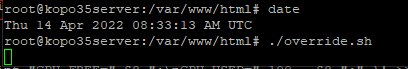 root@kopo35server:/var/www/html# date
Thu 14 Apr 2022 08:33:13 AM UTC
root@kopo35server:/var/www/html# ./override.sh